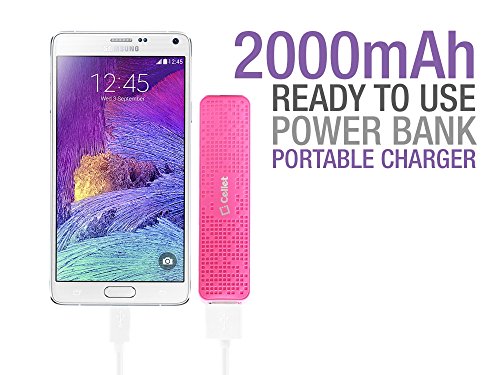 2000mAh
READY TO USE
POWER BANK
PORTABLE CHARGER
SAMSUNG
12:45
12:45
Wed, 3 September
Cellet